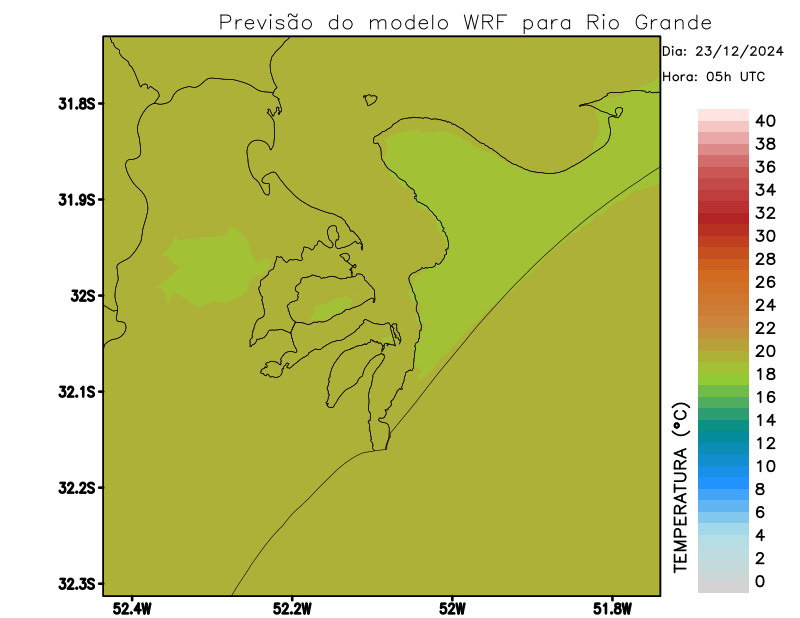 Previsão do modelo WRF para Rio Grande
Dia: 23/12/2024
Hora: 05h UTC
31.8S
31.9S
32S
32.1S
32.2S
32.3S
52.4W
52.2W
52W
51.8W
TEMPERATURA (°C)
40
38
36
34
32
30
28
26
24
22
20
18
16
14
12
10
8
6
4
2
0